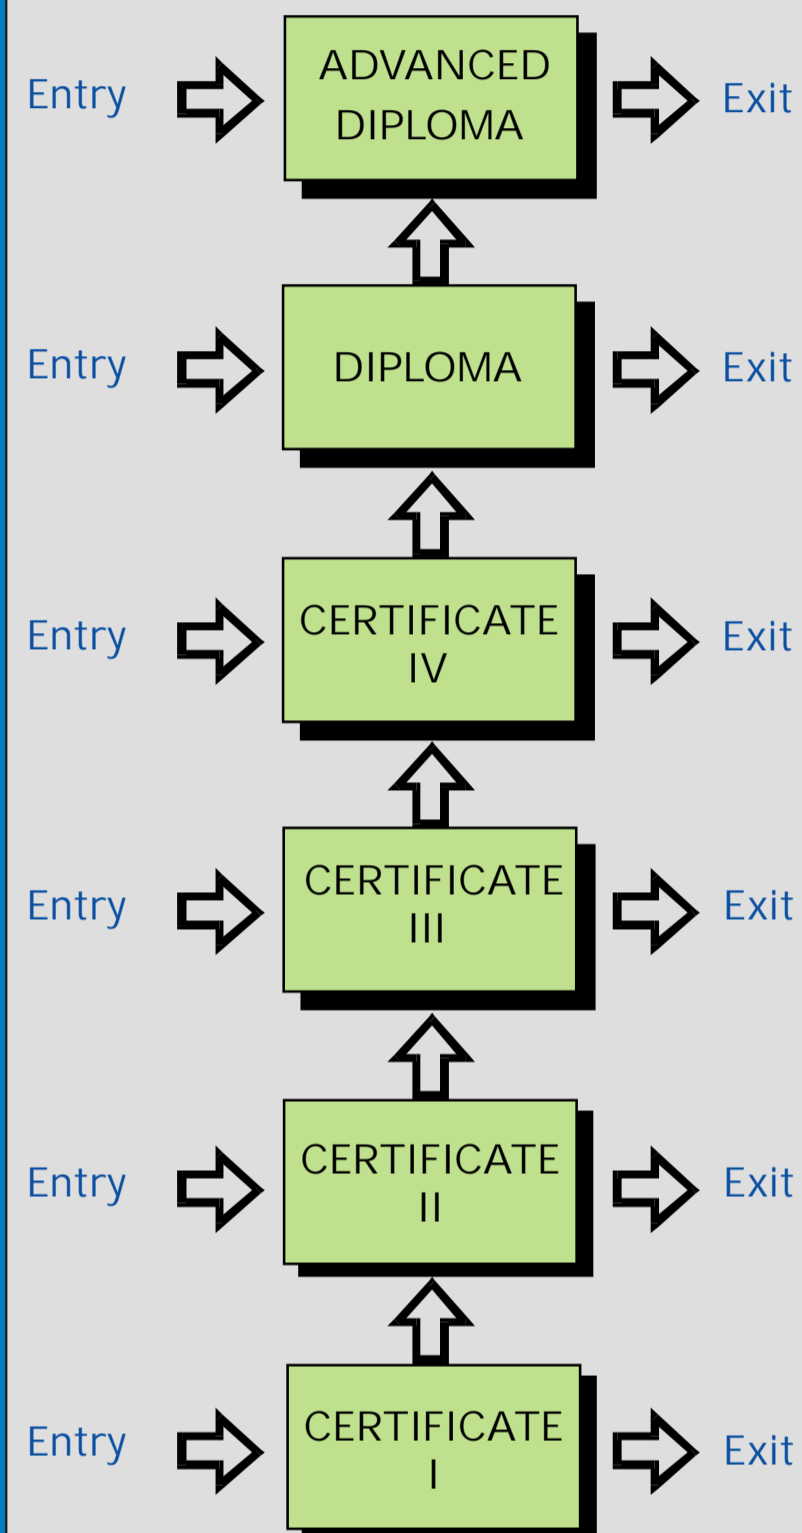 Entry
ADVANCED
DIPLOMA
Exit
Entry
DIPLOMA
Exit
Entry
CERTIFICATE
IV
Exit
Entry
CERTIFICATE
III
Exit
Entry
CERTIFICATE
II
Exit
Entry
CERTIFICATE
I
Exit